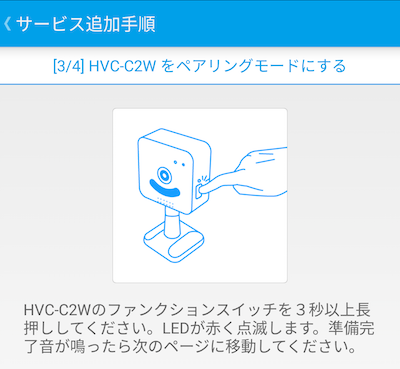 《 サービス追加手順
[3/4] HVC-C2W をペアリングモードにする
HVC-C2Wのファンクションスイッチを３秒以上長
押ししてください。LEDが赤く点滅します。準備完
了音が鳴ったら次のページに移動してください。